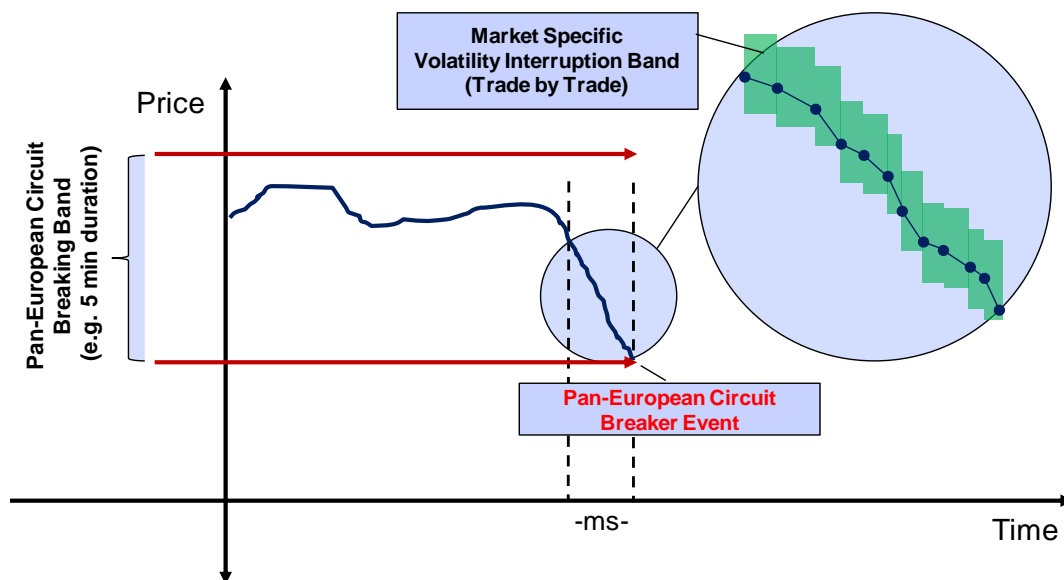 Market Specific
Volatility Interruption Band
(Trade by Trade)
Price
Pan-European Circuit
Breaking Band
(e.g. 5 min duration)
Pan-European Circuit
Breaker Event
-ms-
Time